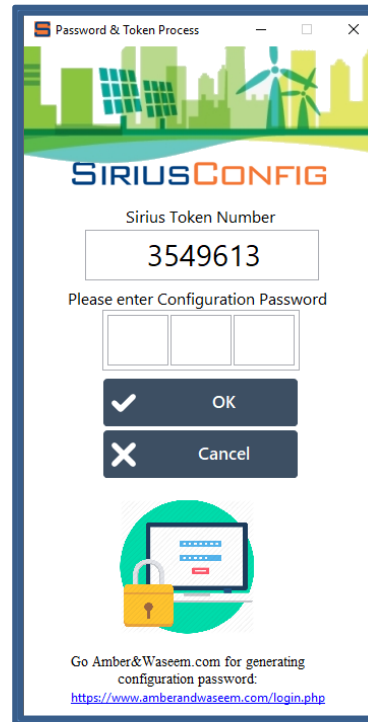 Password & Token Process
SIRIUSCONFIG
Sirius Token Number
3549613
Please enter Configuration Password
OK
Cancel
Go Amber&Waseem.com for generating
configuration password:
https://www.amberandwaseem.com/login.php